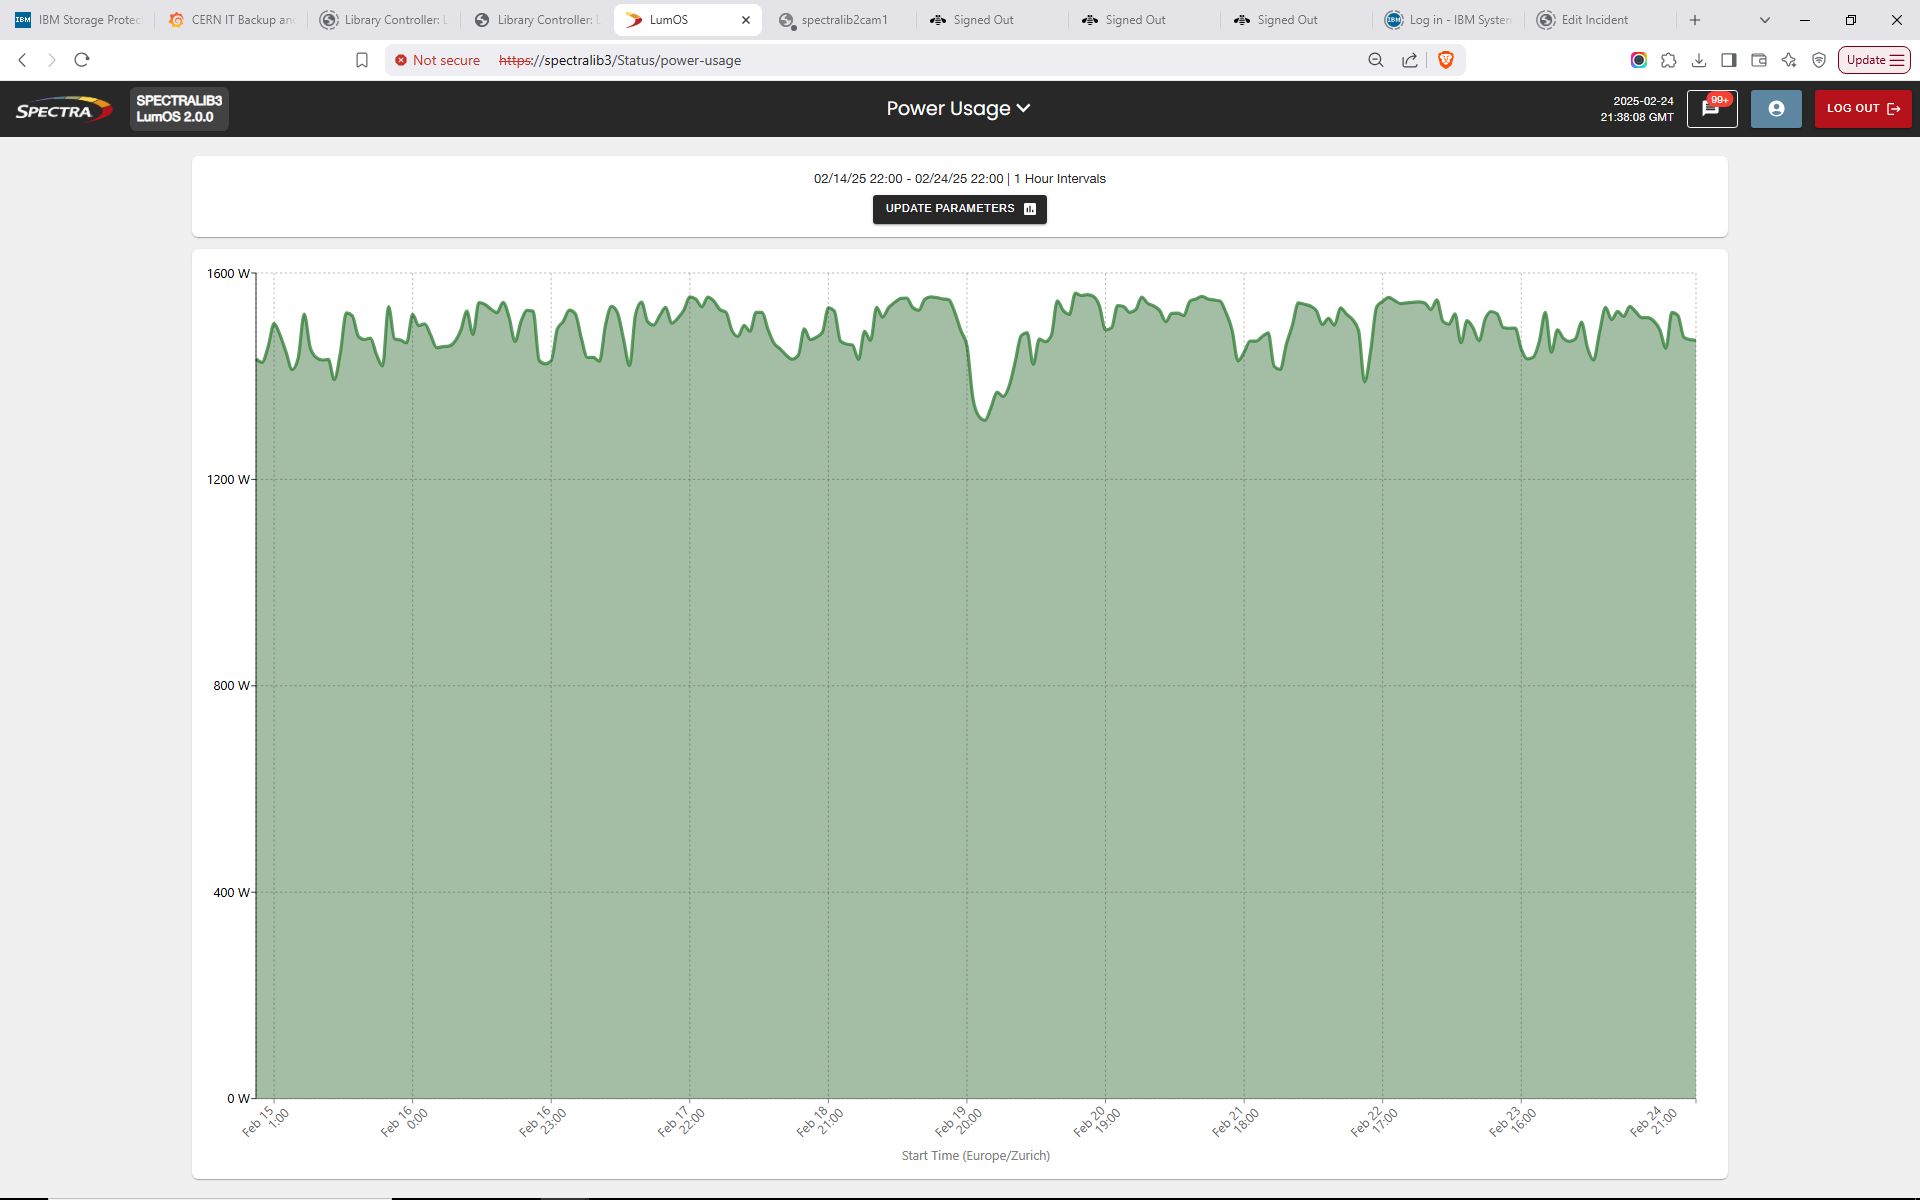 IBM Storage Protec
CERN IT Backup and
Library Controller: L
Library Controller: L
LumOS
spectralib2cam1
Signed Out
Signed Out
Signed Out
Log in - IBM System
Edit Incident
Not secure
https://spectralib3/Status/power-usage
Update
SPECTRA
SPECTRALIB3
LumOS 2.0.0
Power Usage
2025-02-24
21:38:08 GMT
99+
LOG OUT
02/14/25 22:00 - 02/24/25 22:00 | 1 Hour Intervals
UPDATE PARAMETERS
1600 W
1200 W
800 W
400 W
0 W
Feb 15
1:00
Feb 16
0:00
Feb 16
23:00
Feb 17
22:00
Feb 18
21:00
Feb 19
20:00
Feb 20
19:00
Feb 21
18:00
Feb 22
17:00
Feb 23
16:00
Feb 24
21:00
Start Time (Europe/Zurich)